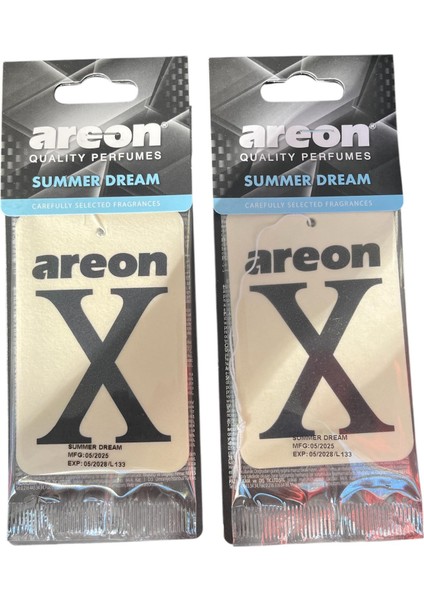 areon®
QUALITY PERFUMES
SUMMER DREAM
CAREFULLY SELECTED FRAGRANCES
areon
X
SUMMER DREAM
MFG:05/2025
EXP: 05/2028/L133
areon®
QUALITY PERFUMES
SUMMER DREAM
CAREFULLY SELECTED FRAGRANCES
areon
X
SUMMER DREAM
MFG:05/2025
EXP: 05/2028/L133